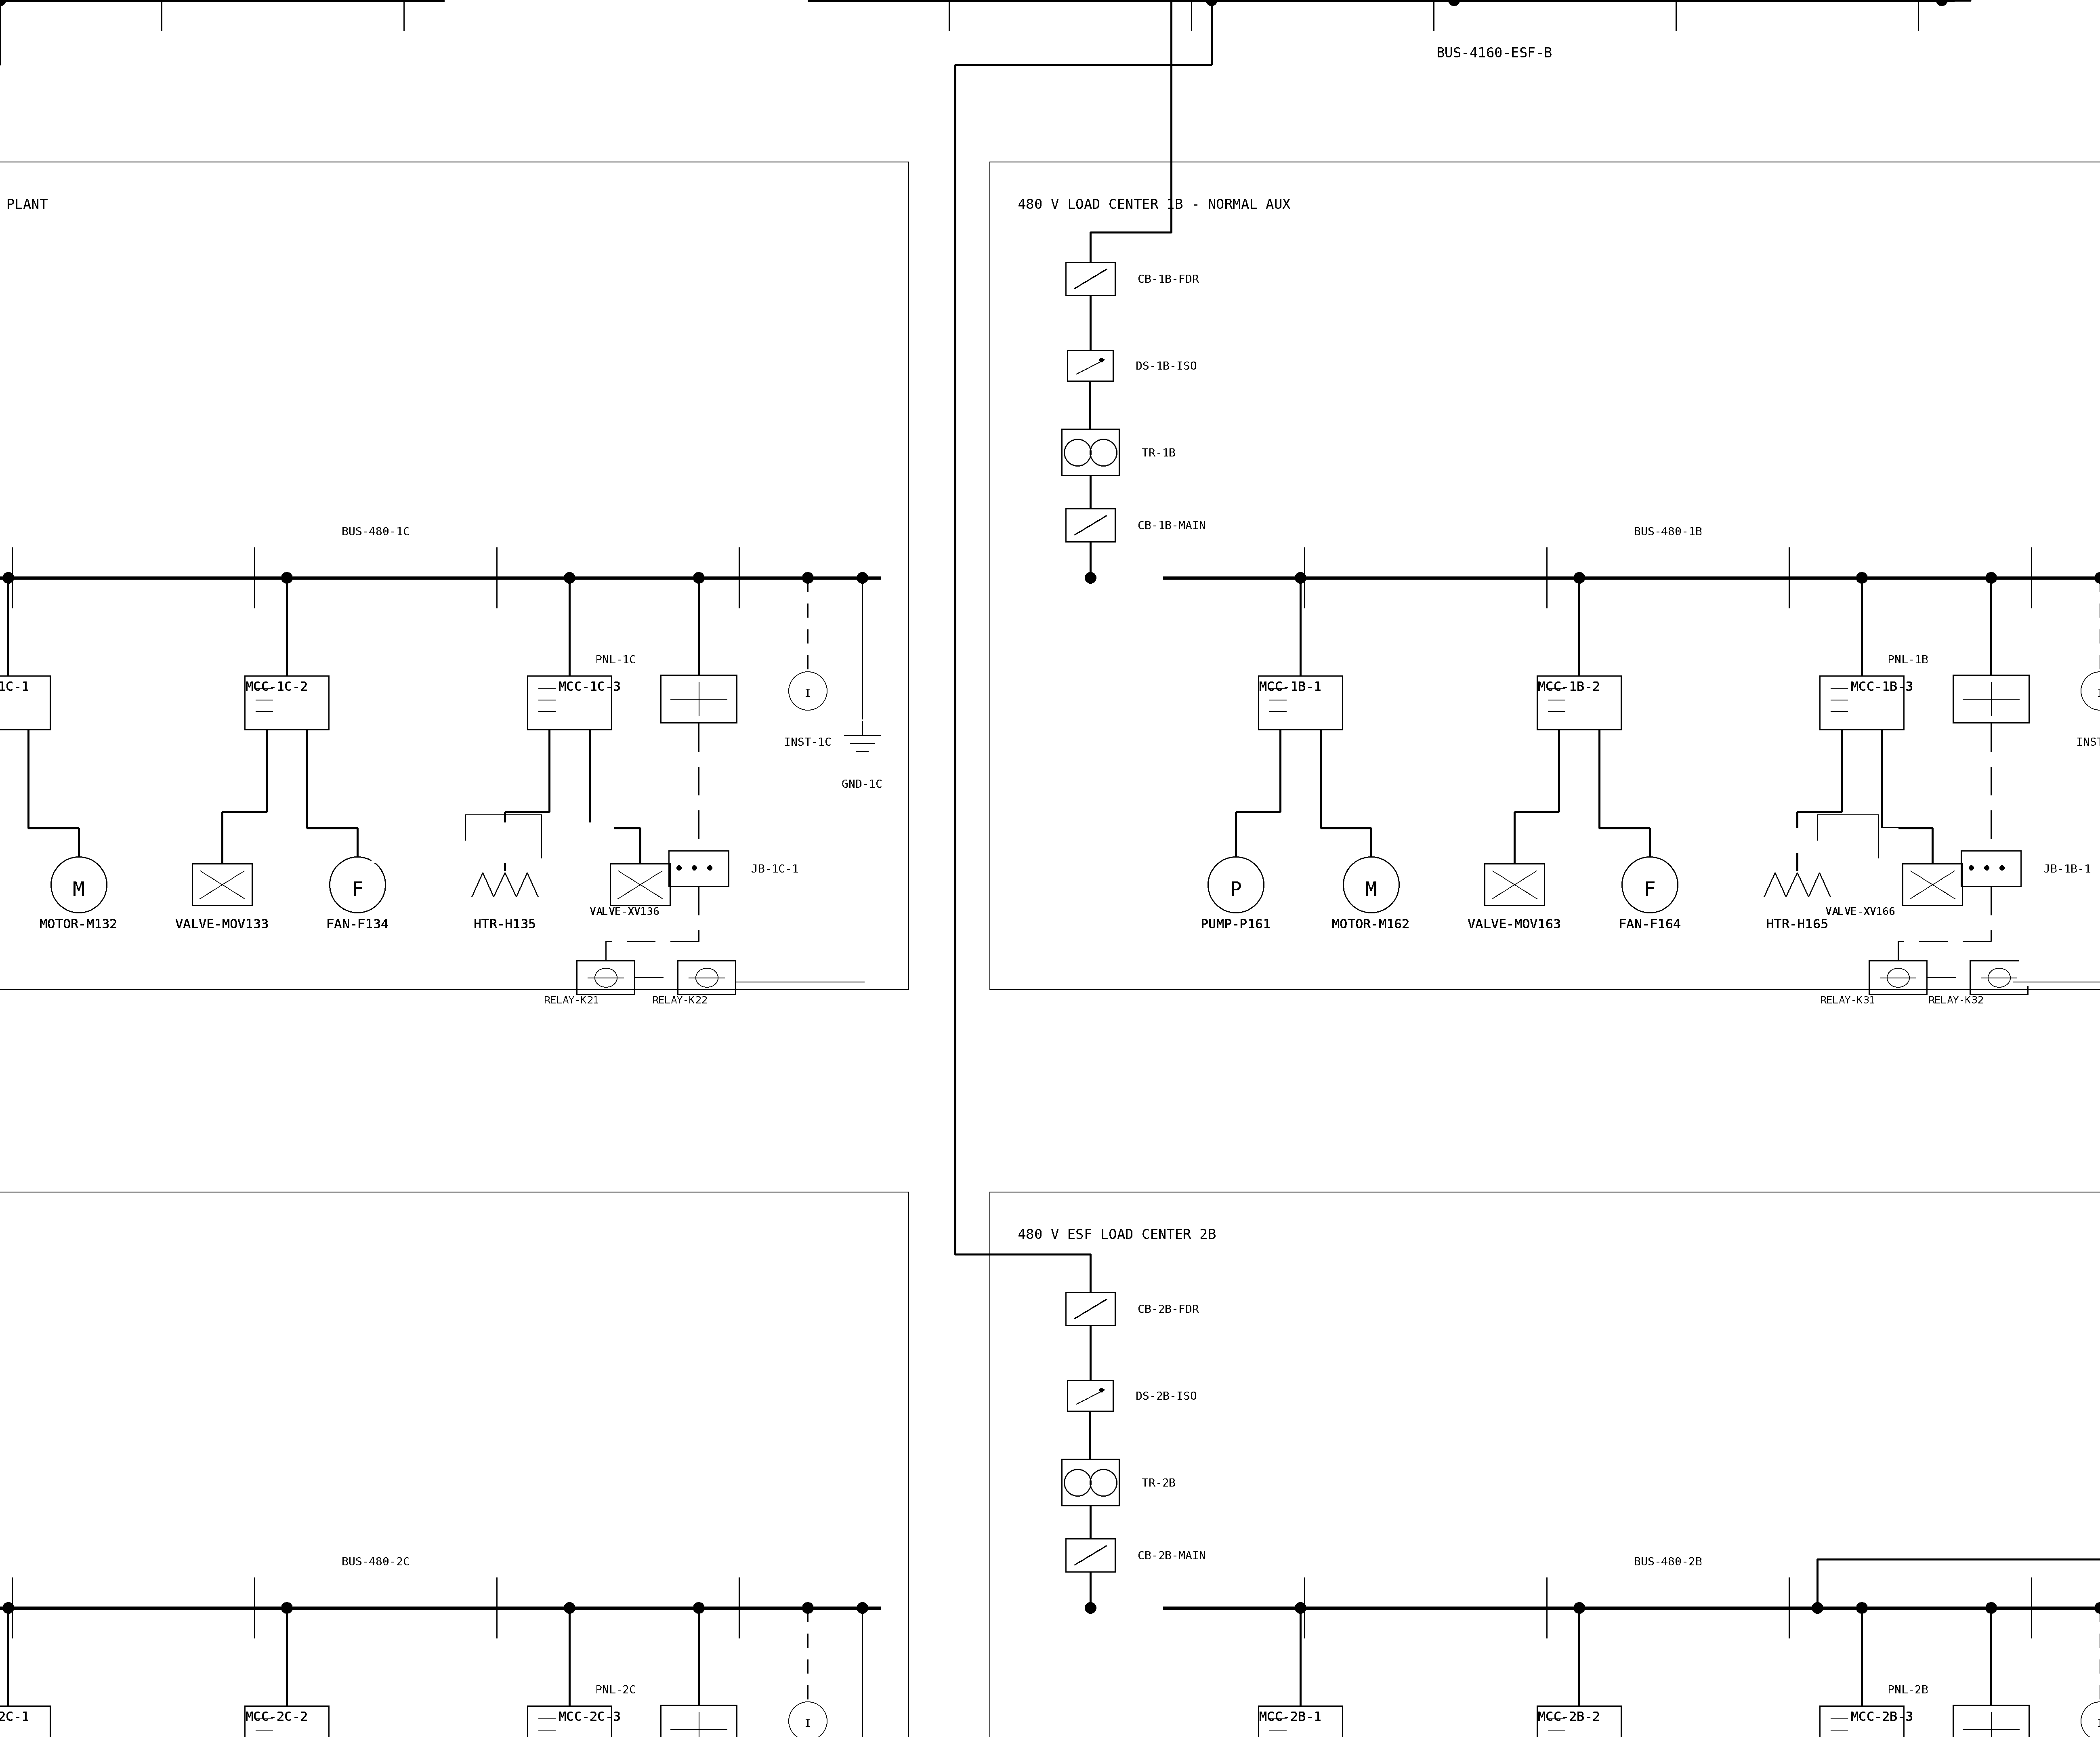 BUS-4160-ESF-B
PLANT
480 V LOAD CENTER 1B - NORMAL AUX
CB-1B-FDR
DS-1B-ISO
TR-1B
CB-1B-MAIN
BUS-480-1C
BUS-480-1B
PNL-1C
PNL-1B
1C-1
MCC-1C-2
MCC-1C-3
I
MCC-1B-1
MCC-1B-2
MCC-1B-3
INST-1C
INST
GND-1C
JB-1C-1
JB-1B-1
M
F
P
M
F
VALVE-XV136
VALVE-XV166
MOTOR-M132
VALVE-MOV133
FAN-F134
HTR-H135
PUMP-P161
MOTOR-M162
VALVE-MOV163
FAN-F164
HTR-H165
RELAY-K21
RELAY-K22
RELAY-K31
RELAY-K32
480 V ESF LOAD CENTER 2B
CB-2B-FDR
DS-2B-ISO
TR-2B
CB-2B-MAIN
BUS-480-2C
BUS-480-2B
PNL-2C
PNL-2B
2C-1
MCC-2C-2
MCC-2C-3
I
MCC-2B-1
MCC-2B-2
MCC-2B-3